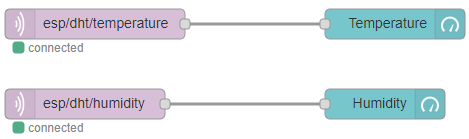 esp/dht/temperature
Temperature
connected
esp/dht/humidity
Humidity
connected